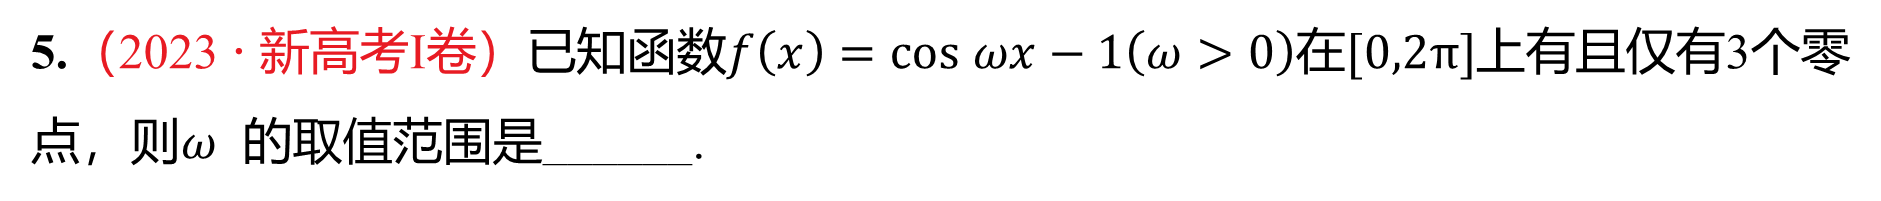 5.（2023 · 新高考Ⅰ卷）已知函数f(x) = cos ωx − 1(ω > 0)在[0,2π]上有且仅有3个零
点，则ω 的取值范围是______.